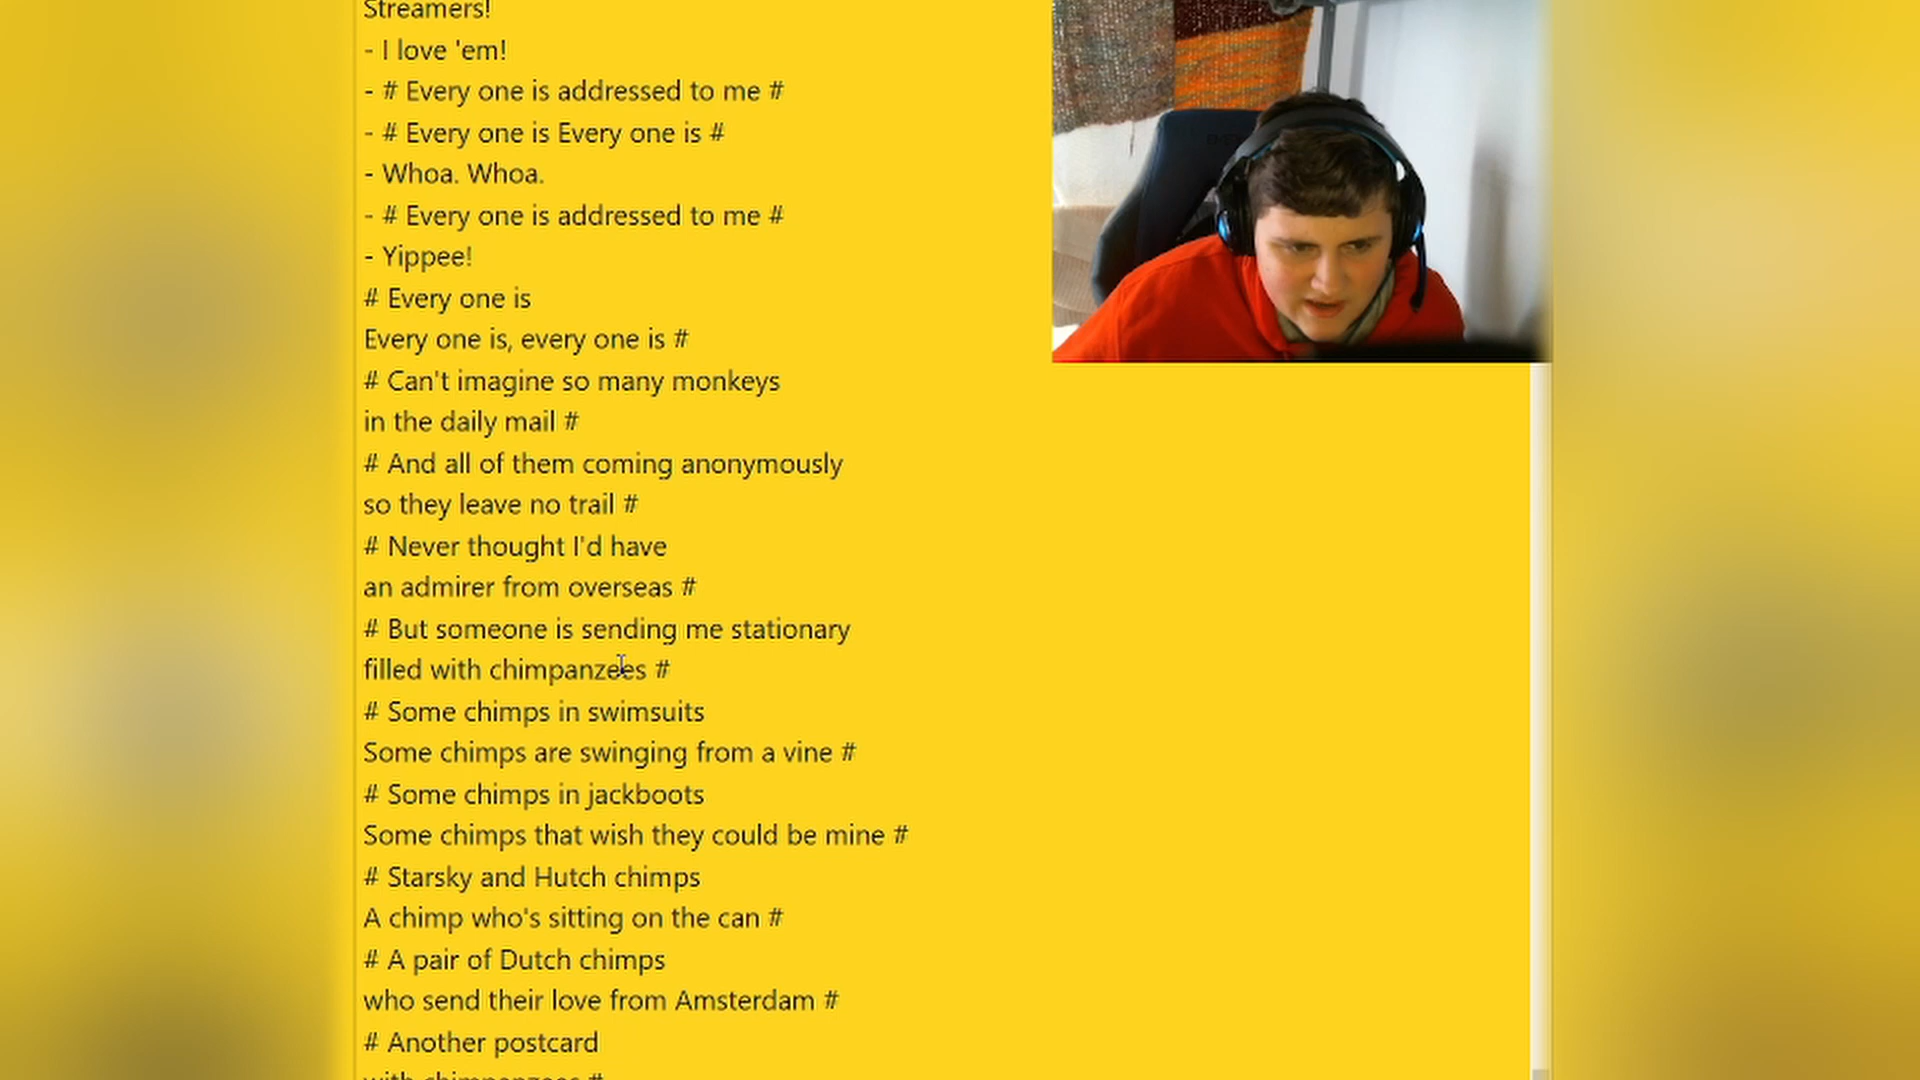 Streamers!
- I love 'em!
- # Every one is addressed to me #
- # Every one is Every one is #
- Whoa. Whoa.
- # Every one is addressed to me #
- Yippee!
# Every one is
Every one is, every one is #
# Can't imagine so many monkeys
in the daily mail #
# And all of them coming anonymously
so they leave no trail #
# Never thought I'd have
an admirer from overseas #
# But someone is sending me stationary
filled with chimpanzees #
# Some chimps in swimsuits
Some chimps are swinging from a vine #
# Some chimps in jackboots
Some chimps that wish they could be mine #
# Starsky and Hutch chimps
A chimp who's sitting on the can #
# A pair of Dutch chimps
who send their love from Amsterdam #
# Another postcard
with chimpanzees #